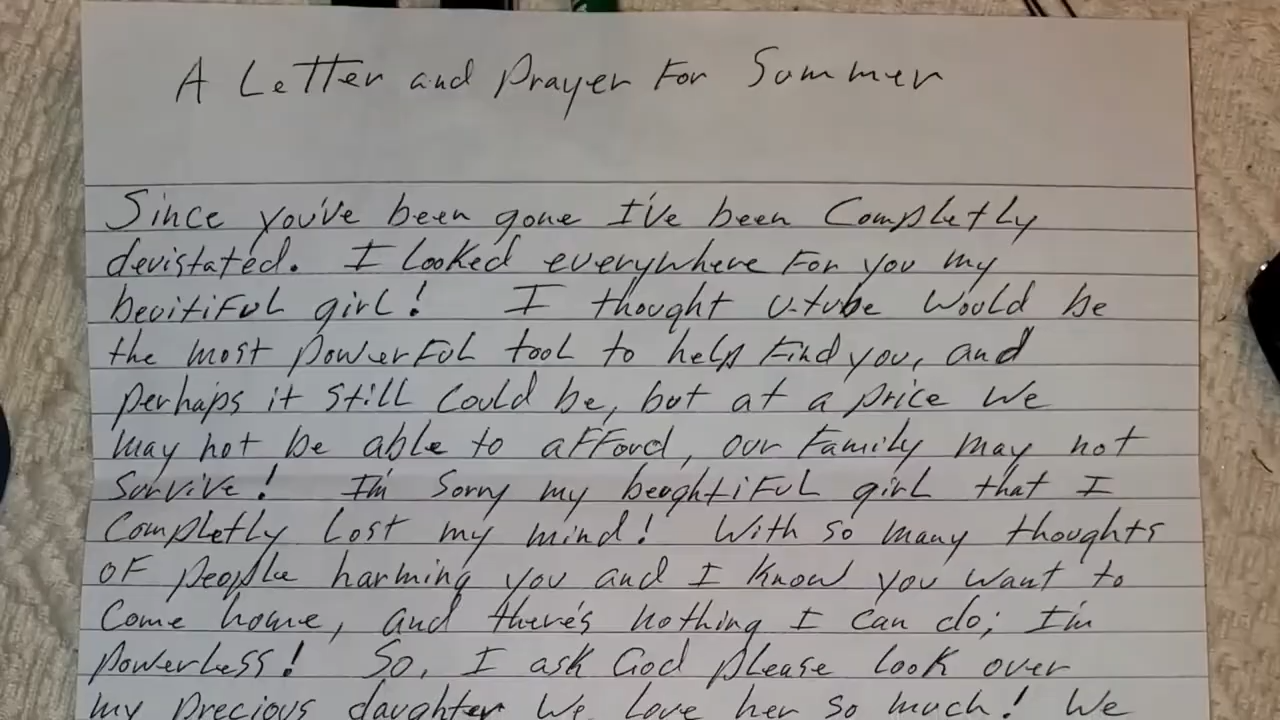 A Letter and Prayer For Summer
Since you've been gone I've been Completly
devistated. I looked everywhere For you my
beuitiful girl! I thought u-tube would be
the most powerful tool to help Find you, and
perhaps it still could be, but at a price we
may not be able to afford, our Family may not
Survive! I'm Sorry my beaghtiful girl that I
Completly lost my mind! With so many thoughts
of people harming you and I know you want to
Come home, and there's nothing I can do; I'm
powerless! So, I ask God please look over
my precious daughter We love her so much! We